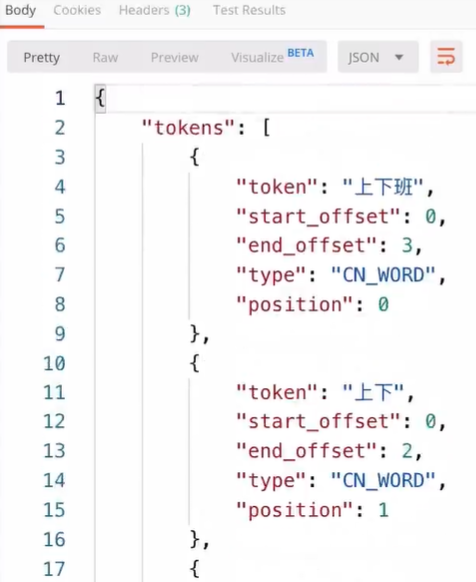 Body Cookies Headers (3) Test Results
Pretty Raw Preview Visualize BETA JSON
1 {
2 "tokens": [
3 {
4 "token": "上下班",
5 "start_offset": 0,
6 "end_offset": 3,
7 "type": "CN_WORD",
8 "position": 0
9 },
10 {
11 "token": "上下",
12 "start_offset": 0,
13 "end_offset": 2,
14 "type": "CN_WORD",
15 "position": 1
16 },
17 {